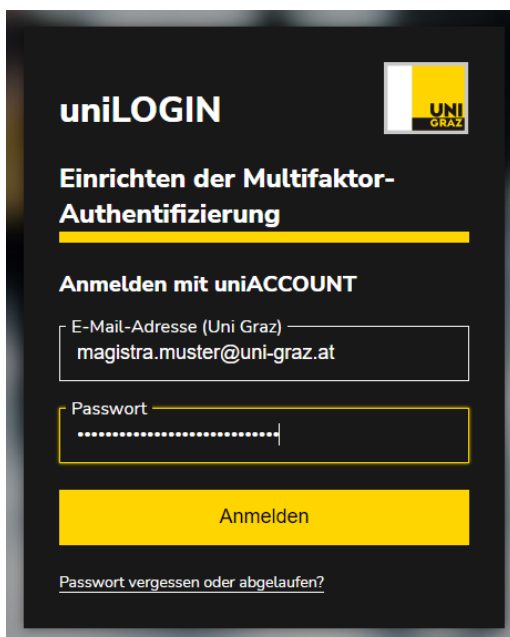 uniLOGIN
UNI
GRAZ
Einrichten der Multifaktor-
Authentifizierung
Anmelden mit uniACCOUNT
E-Mail-Adresse (Uni Graz)
magistra.muster@uni-graz.at
Passwort
•••••••••••••••••••••••••••••
Anmelden
Passwort vergessen oder abgelaufen?